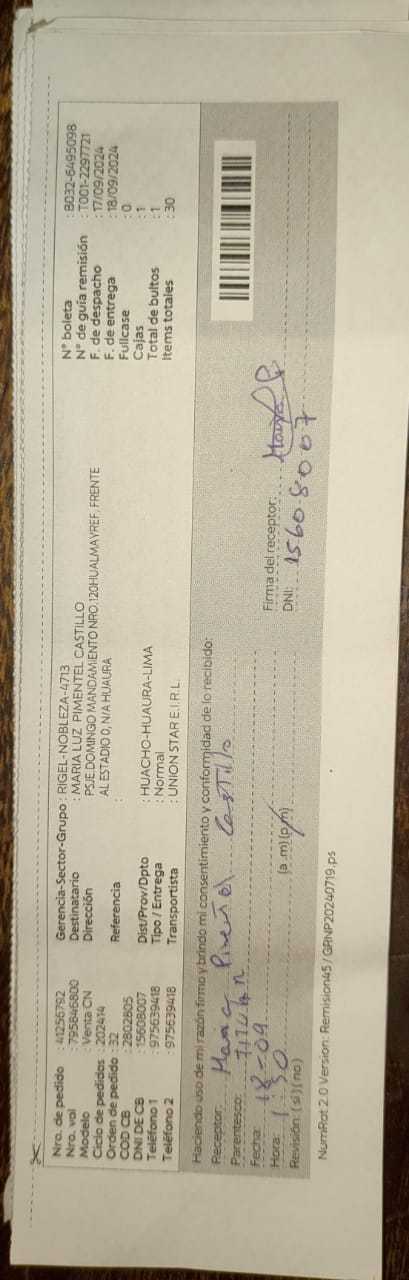 Nro. de pedido : 41256792
Nro. vol : 795846800
Modelo : Venta CN
Ciclo de pedidos : 202414
Orden de pedido : 32
COD CB : 2802805
DNI DE CB : 15608007
Teléfono 1 : 975639418
Teléfono 2 : 975639418
Gerencia-Sector-Grupo : RIGEL-NOBLEZA-4713
Destinatario : MARIA LUZ PIMENTEL CASTILLO
Dirección : PSJE.DOMINGO MANDAMIENTO NRO.120HUALMAYREF. FRENTE
AL ESTADIO 0, N/A HUAURA
Referencia :
Dist/Prov/Dpto : HUACHO-HUAURA-LIMA
Tipo / Entrega : Normal
Transportista : UNION STAR E.I.R.L.
N° boleta : B032-6495098
N° de guía remisión : T001-2297721
F. de despacho : 17/09/2024
F. de entrega : 18/09/2024
Fullcase : 0
Cajas : 1
Total de bultos : 1
Items totales : 30
Haciendo uso de mi razón firmo y brindo mi consentimiento y conformidad de lo recibido:
Receptor: Castillo
Parentesco: Titular
Fecha: 18-09
Hora: 1:30 (a .m) (p.m)
Revisión: (si) (no)
Firma del receptor:
DNI: 15608007
NumRot 2.0 Version: Remision45 / GRNP20240719.ps